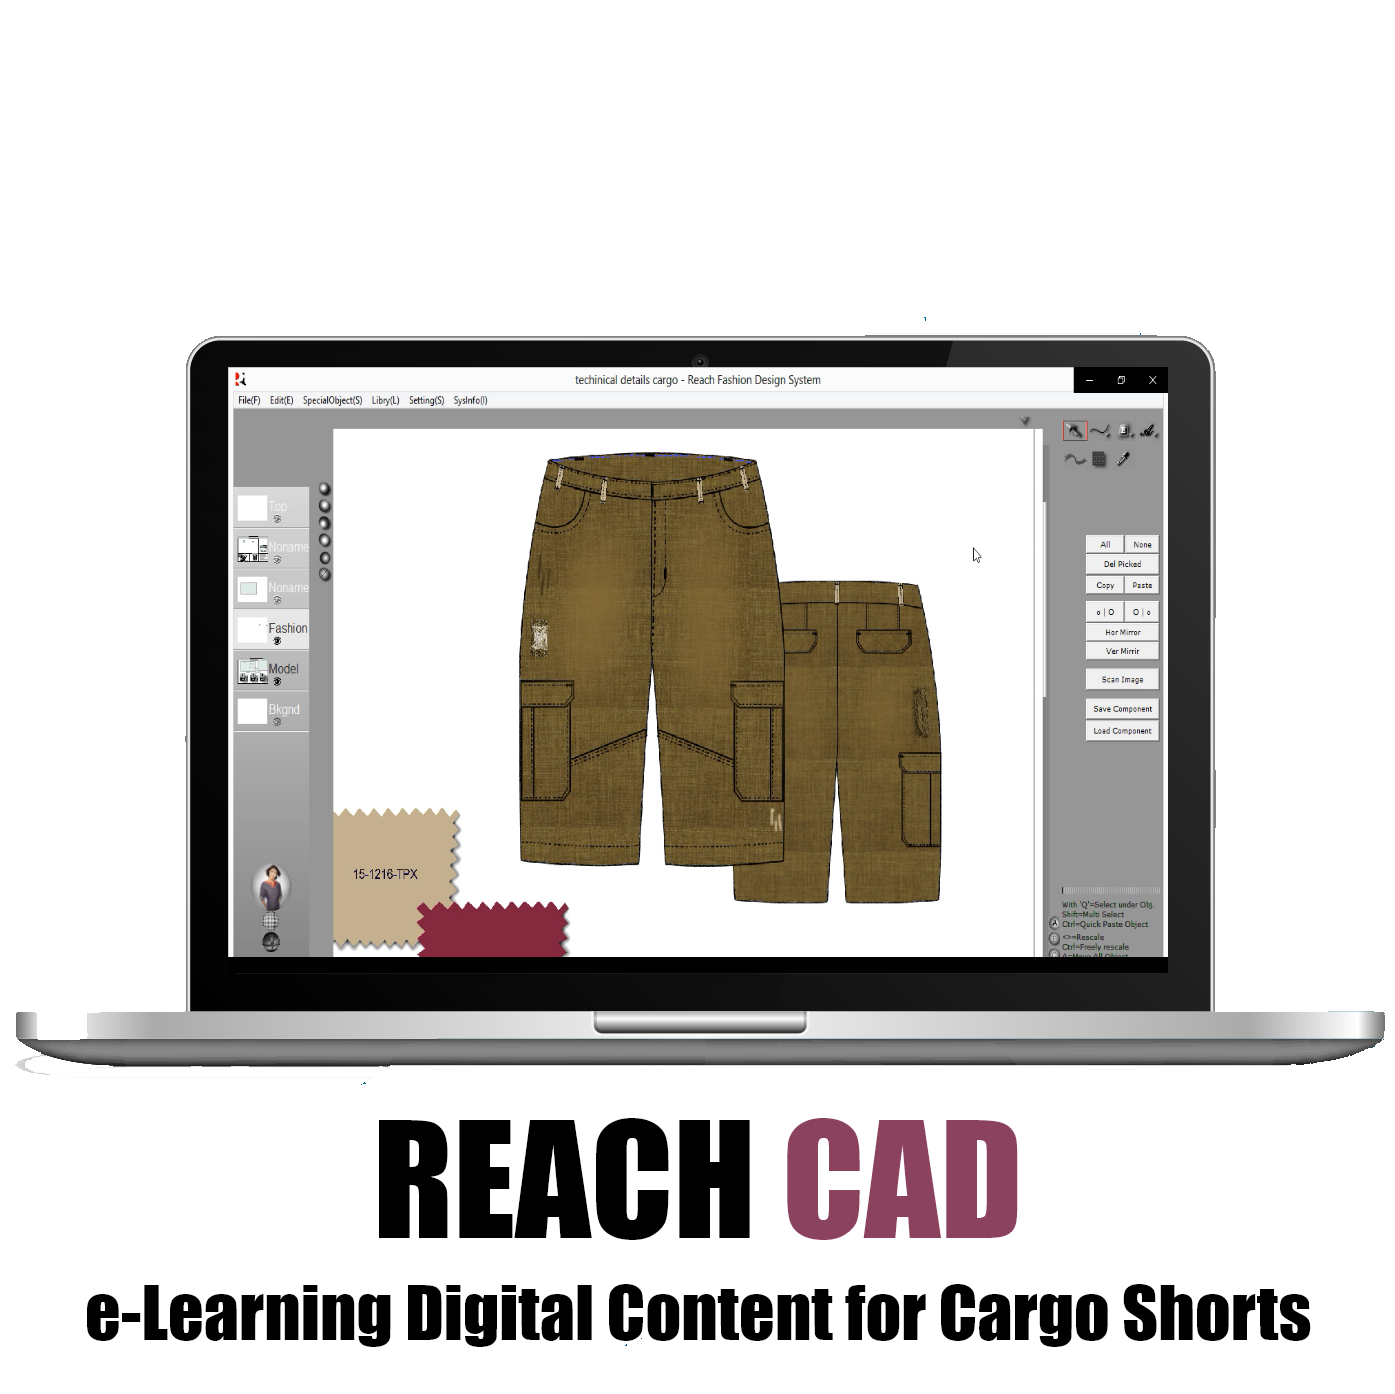 techinical details cargo - Reach Fashion Design System
File(F) Edit(E) SpecialObject(S) Libry(L) Setting(S) SysInfo(I)
Top
Noname
Noname
Fashion
Model
Bkgnd
All None
Del Picked
Copy Paste
o | O O | o
Hor Mirror
Ver Mirrir
Scan Image
Save Component
Load Component
15-1216-TPX
With 'Q'=Select under Obj.
Shift=Multi Select
Ctrl=Quick Paste Object
<>=Rescale
Ctrl=Freely rescale
A=Move All Object
REACH CAD
e-Learning Digital Content for Cargo Shorts